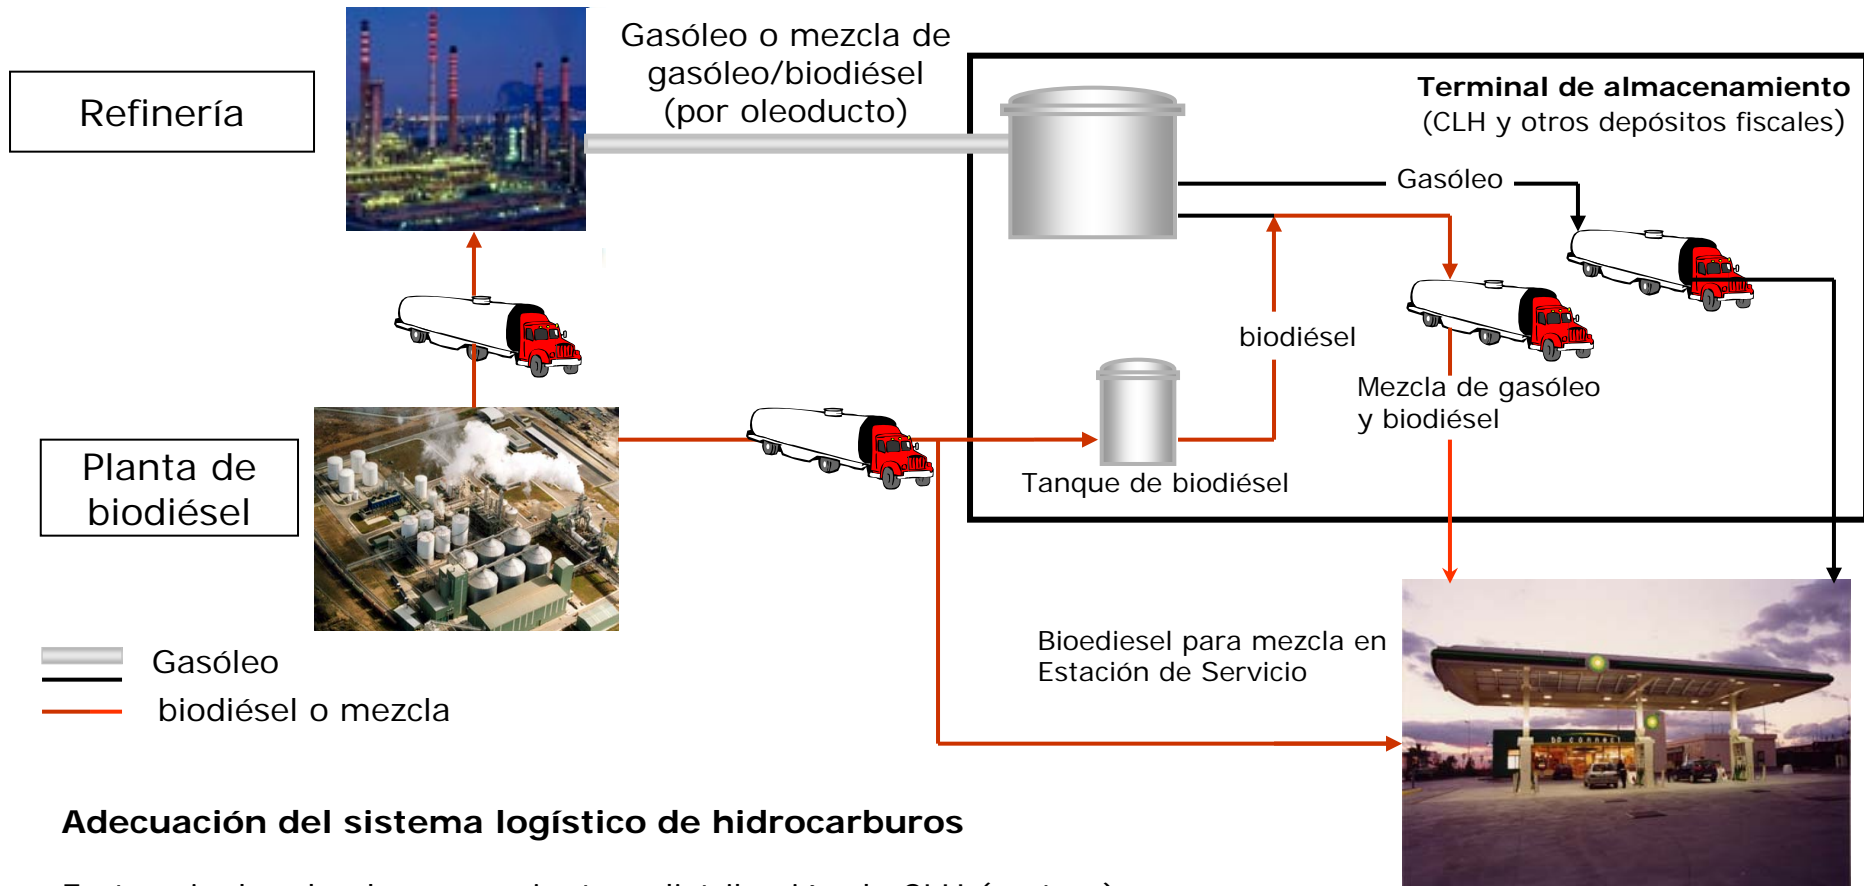 Refinería
Gasóleo o mezcla de
gasóleo/biodiésel
(por oleoducto)
Terminal de almacenamiento
(CLH y otros depósitos fiscales)
Gasóleo
biodiésel
Mezcla de gasóleo
y biodiésel
Planta de
biodiésel
Tanque de biodiésel
Bioediesel para mezcla en
Estación de Servicio
Gasóleo
biodiésel o mezcla
connect
Adecuación del sistema logístico de hidrocarburos